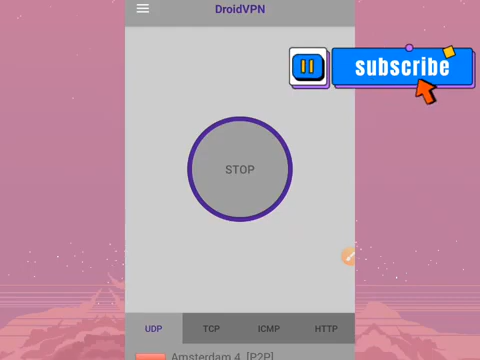 DroidVPN
subscribe
STOP
UDP
TCP
ICMP
HTTP
Amsterdam 4 [P2P]